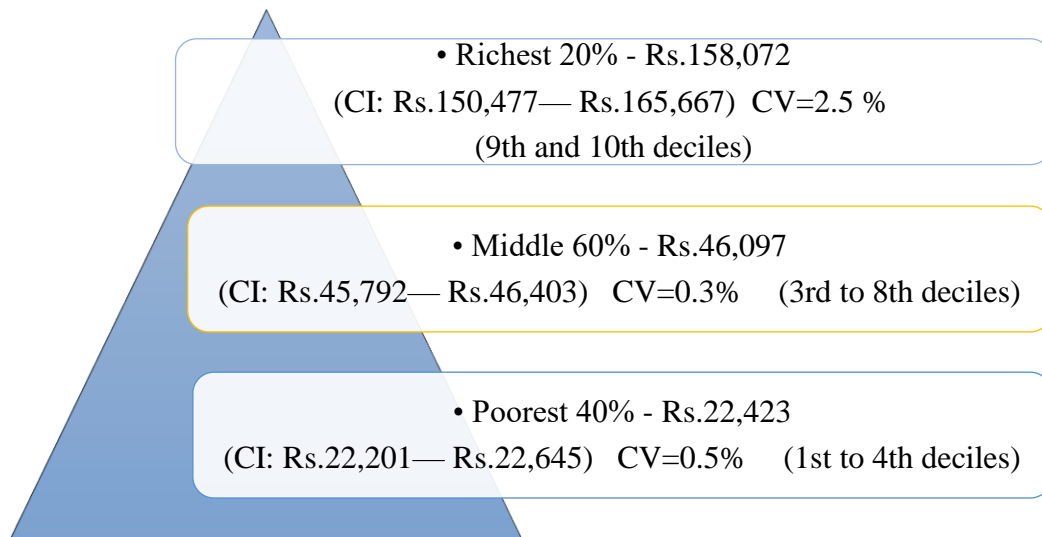 • Richest 20% - Rs.158,072
(CI: Rs.150,477— Rs.165,667) CV=2.5 %
(9th and 10th deciles)
• Middle 60% - Rs.46,097
(CI: Rs.45,792— Rs.46,403) CV=0.3% (3rd to 8th deciles)
• Poorest 40% - Rs.22,423
(CI: Rs.22,201— Rs.22,645) CV=0.5% (1st to 4th deciles)